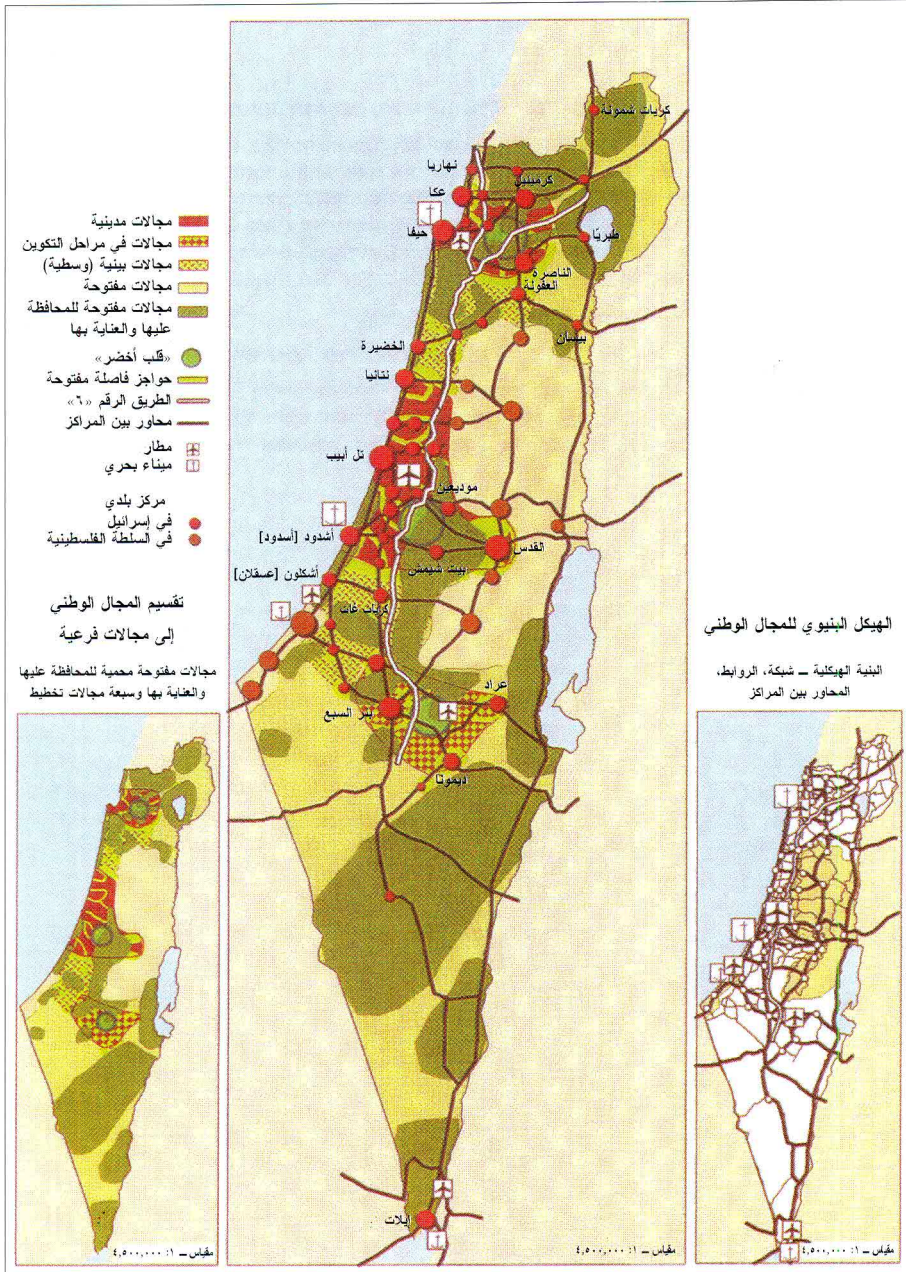 مجالات مدينية
مجالات في مراحل التكوين
مجالات بينية (وسطية)
مجالات مفتوحة
مجالات مفتوحة للمحافظة
عليها والعناية بها
«قلب أخضر»
حواجز فاصلة مفتوحة
الطريق الرقم «٦»
محاور بين المراكز
مطار
ميناء بحري
مركز بلدي
في إسرائيل
في السلطة الفلسطينية
كريات شمونة
نهاريا
عكا
كرميئيل
حيفا
طبريّا
الناصرة
العفولة
بيسان
الخضيرة
نتانيا
تل أبيب
موديعين
أشدود [أسدود]
القدس
بيت شيمش
أشكلون [عسقلان]
كريات غات
عراد
بئر السبع
ديمونا
إيلات
مقياس – ١: ٤,٥٠٠,٠٠٠
تقسيم المجال الوطني
إلى مجالات فرعية
مجالات مفتوحة محمية للمحافظة عليها
والعناية بها وسبعة مجالات تخطيط
مقياس – ١: ٤,٥٠٠,٠٠٠
الهيكل البنيوي للمجال الوطني
البنية الهيكلية – شبكة، الروابط،
المحاور بين المراكز
مقياس – ١: ٤,٥٠٠,٠٠٠